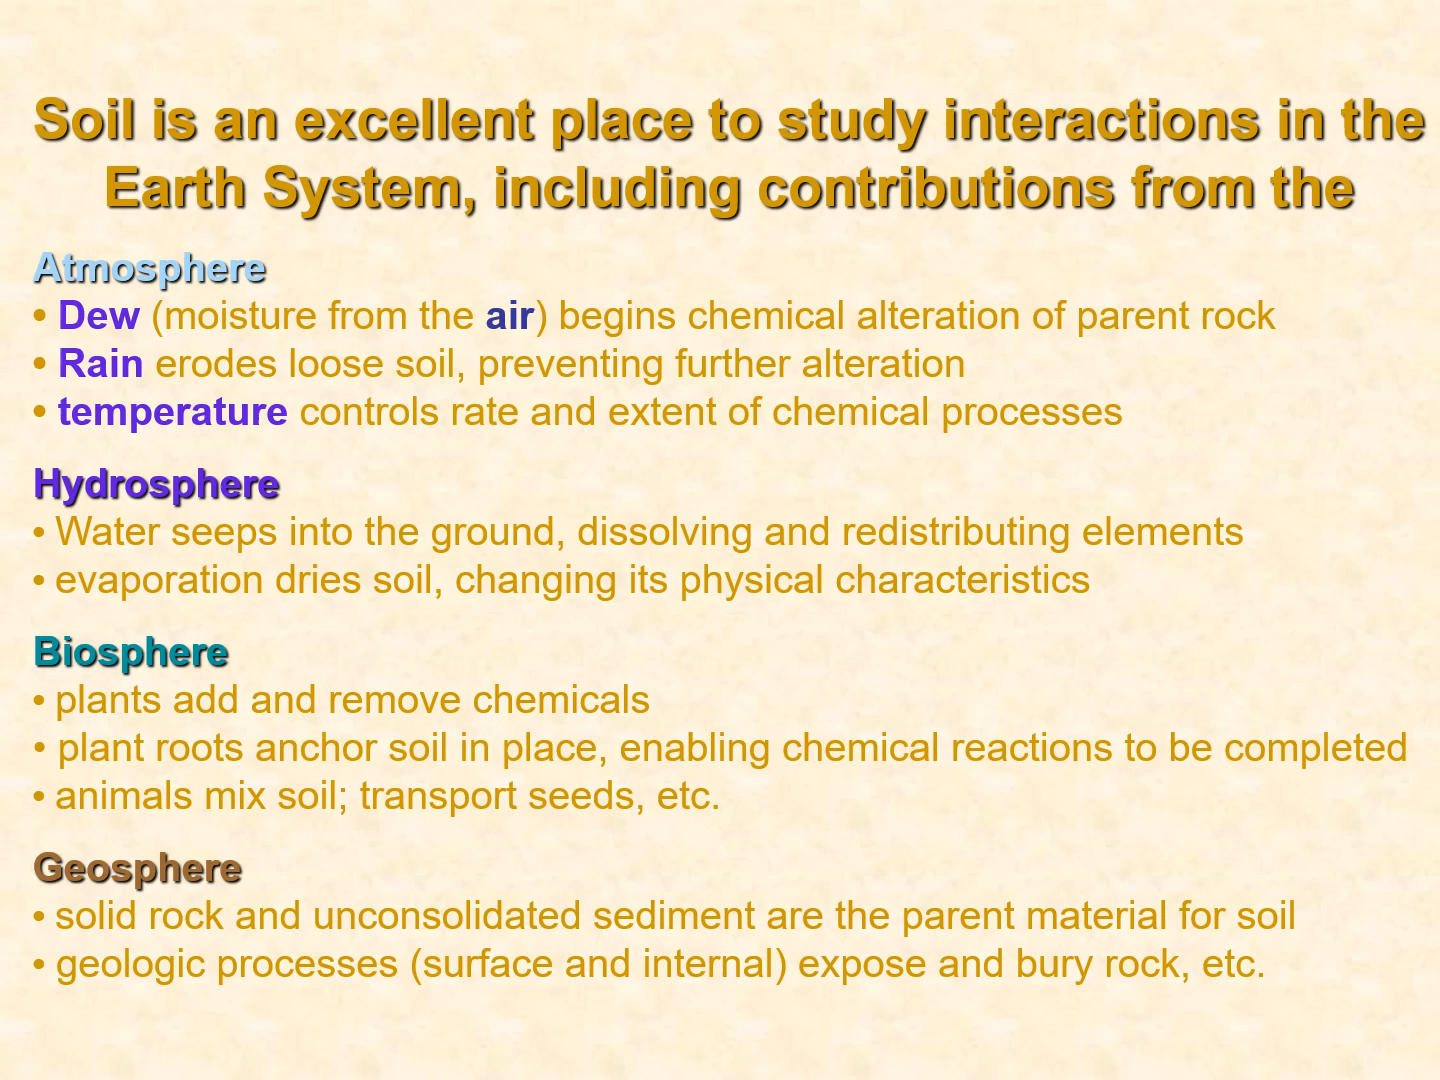 Soil is an excellent place to study interactions in the
Earth System, including contributions from the
Atmosphere
• Dew (moisture from the air) begins chemical alteration of parent rock
• Rain erodes loose soil, preventing further alteration
• temperature controls rate and extent of chemical processes
Hydrosphere
• Water seeps into the ground, dissolving and redistributing elements
• evaporation dries soil, changing its physical characteristics
Biosphere
• plants add and remove chemicals
• plant roots anchor soil in place, enabling chemical reactions to be completed
• animals mix soil; transport seeds, etc.
Geosphere
• solid rock and unconsolidated sediment are the parent material for soil
• geologic processes (surface and internal) expose and bury rock, etc.